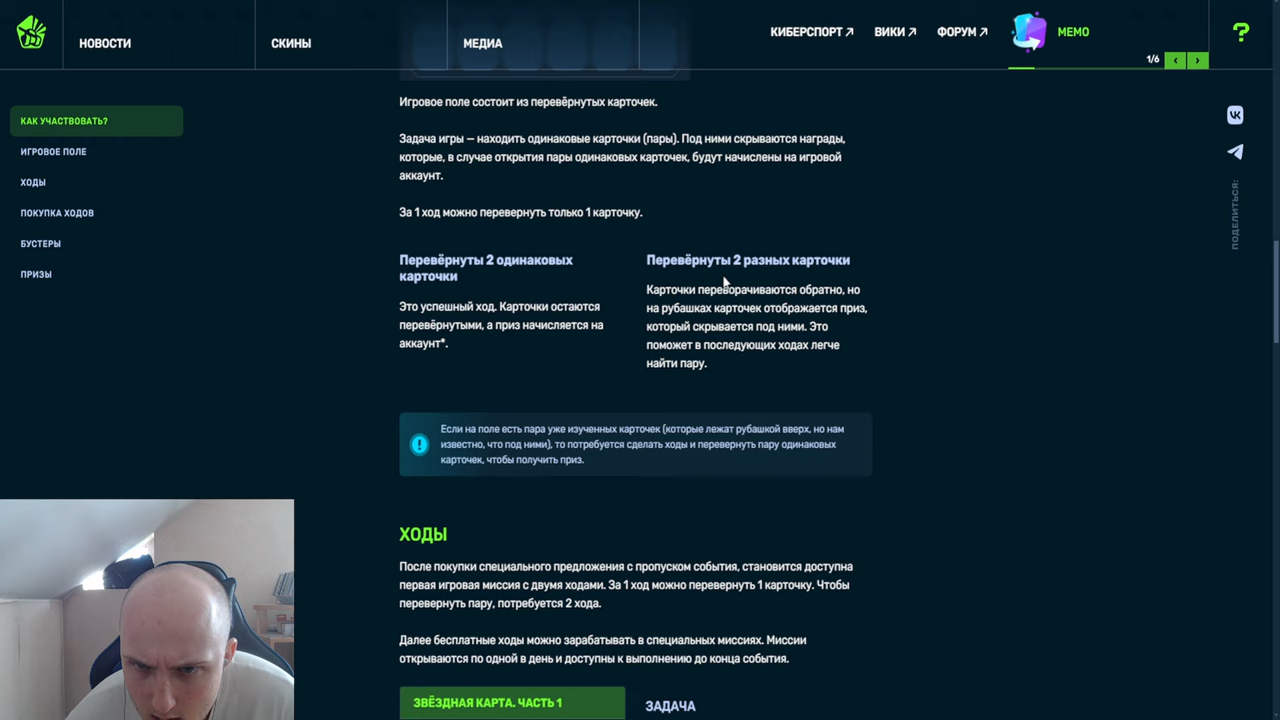 НОВОСТИ
СКИНЫ
МЕДИА
КИБЕРСПОРТ ↗
ВИКИ ↗
ФОРУМ ↗
МЕМО
?
1/6
‹ ›
КАК УЧАСТВОВАТЬ?
ИГРОВОЕ ПОЛЕ
ХОДЫ
ПОКУПКА ХОДОВ
БУСТЕРЫ
ПРИЗЫ
ПОДЕЛИТЬСЯ:
Игровое поле состоит из перевёрнутых карточек.
Задача игры — находить одинаковые карточки (пары). Под ними скрываются награды,
которые, в случае открытия пары одинаковых карточек, будут начислены на игровой
аккаунт.
За 1 ход можно перевернуть только 1 карточку.
Перевёрнуты 2 одинаковых
карточки
Это успешный ход. Карточки остаются
перевёрнутыми, а приз начисляется на
аккаунт*.
Перевёрнуты 2 разных карточки
Карточки переворачиваются обратно, но
на рубашках карточек отображается приз,
который скрывается под ними. Это
поможет в последующих ходах легче
найти пару.
Если на поле есть пара уже изученных карточек (которые лежат рубашкой вверх, но нам
известно, что под ними), то потребуется сделать ходы и перевернуть пару одинаковых
карточек, чтобы получить приз.
ХОДЫ
После покупки специального предложения с пропуском события, становится доступна
первая игровая миссия с двумя ходами. За 1 ход можно перевернуть 1 карточку. Чтобы
перевернуть пару, потребуется 2 хода.
Далее бесплатные ходы можно зарабатывать в специальных миссиях. Миссии
открываются по одной в день и доступны к выполнению до конца события.
ЗВЁЗДНАЯ КАРТА. ЧАСТЬ 1
ЗАДАЧА